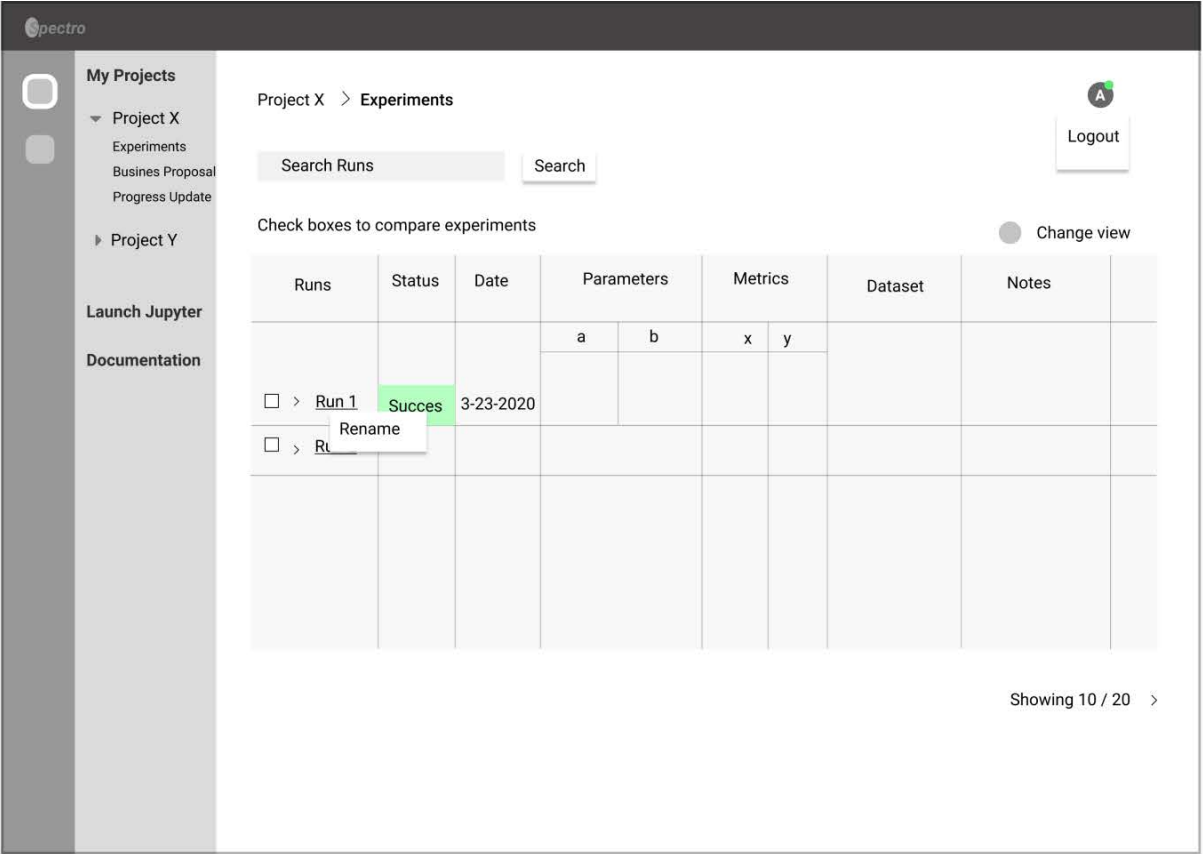 Spectro
My Projects
Project X
Experiments
Busines Proposal
Progress Update
Project Y
Launch Jupyter
Documentation
Project X > Experiments
A
Logout
Search Runs
Search
Check boxes to compare experiments
Change view
Runs Status Date Parameters Metrics Dataset Notes
a b x y
> Run 1 Succes 3-23-2020
Rename
>
Showing 10 / 20 >